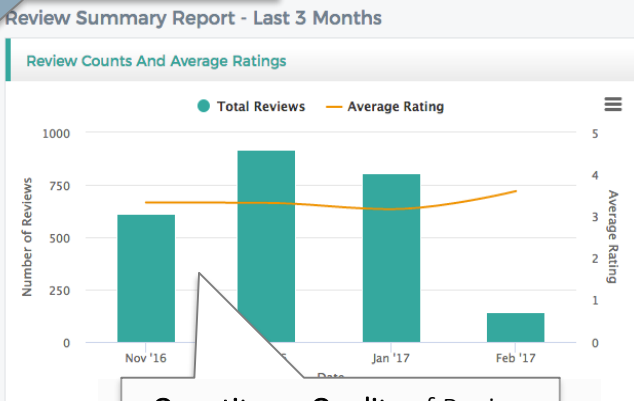 Review Summary Report - Last 3 Months
Review Counts And Average Ratings
Total Reviews
Average Rating
1000
750
500
250
0
5
4
3
2
1
0
Number of Reviews
Average Rating
Nov '16
Jan '17
Feb '17